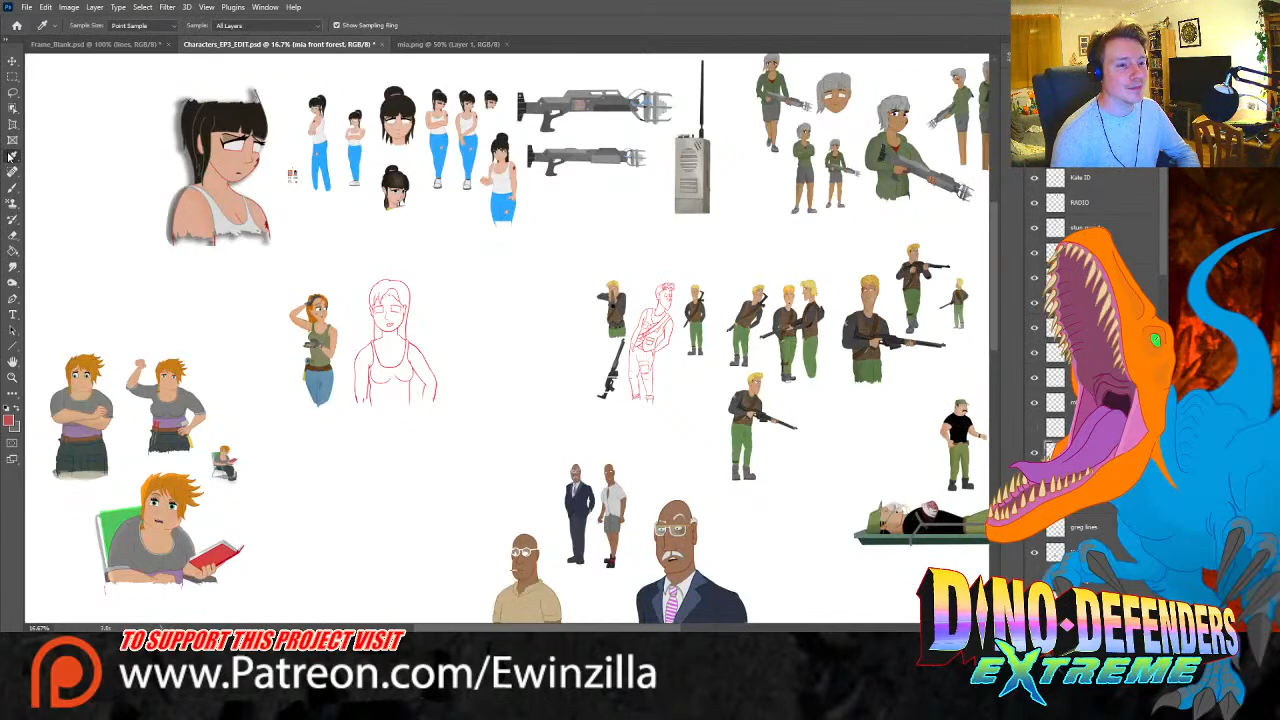 File Edit Image Layer Type Select Filter 3D View Plugins Window Help
Sample Size: Point Sample Sample: All Layers Show Sampling Ring
Frame_Blank.psd @ 100% (lines, RGB/8) * × Characters_EP3_EDIT.psd @ 16.7% (mia front forest, RGB/8) * × mia.png @ 50% (Layer 1, RGB/8) ×
Kate ID
RADIO
greg lines
16.67%
DINO-DEFENDERS
EXTREME
TO SUPPORT THIS PROJECT VISIT
www.Patreon.com/Ewinzilla